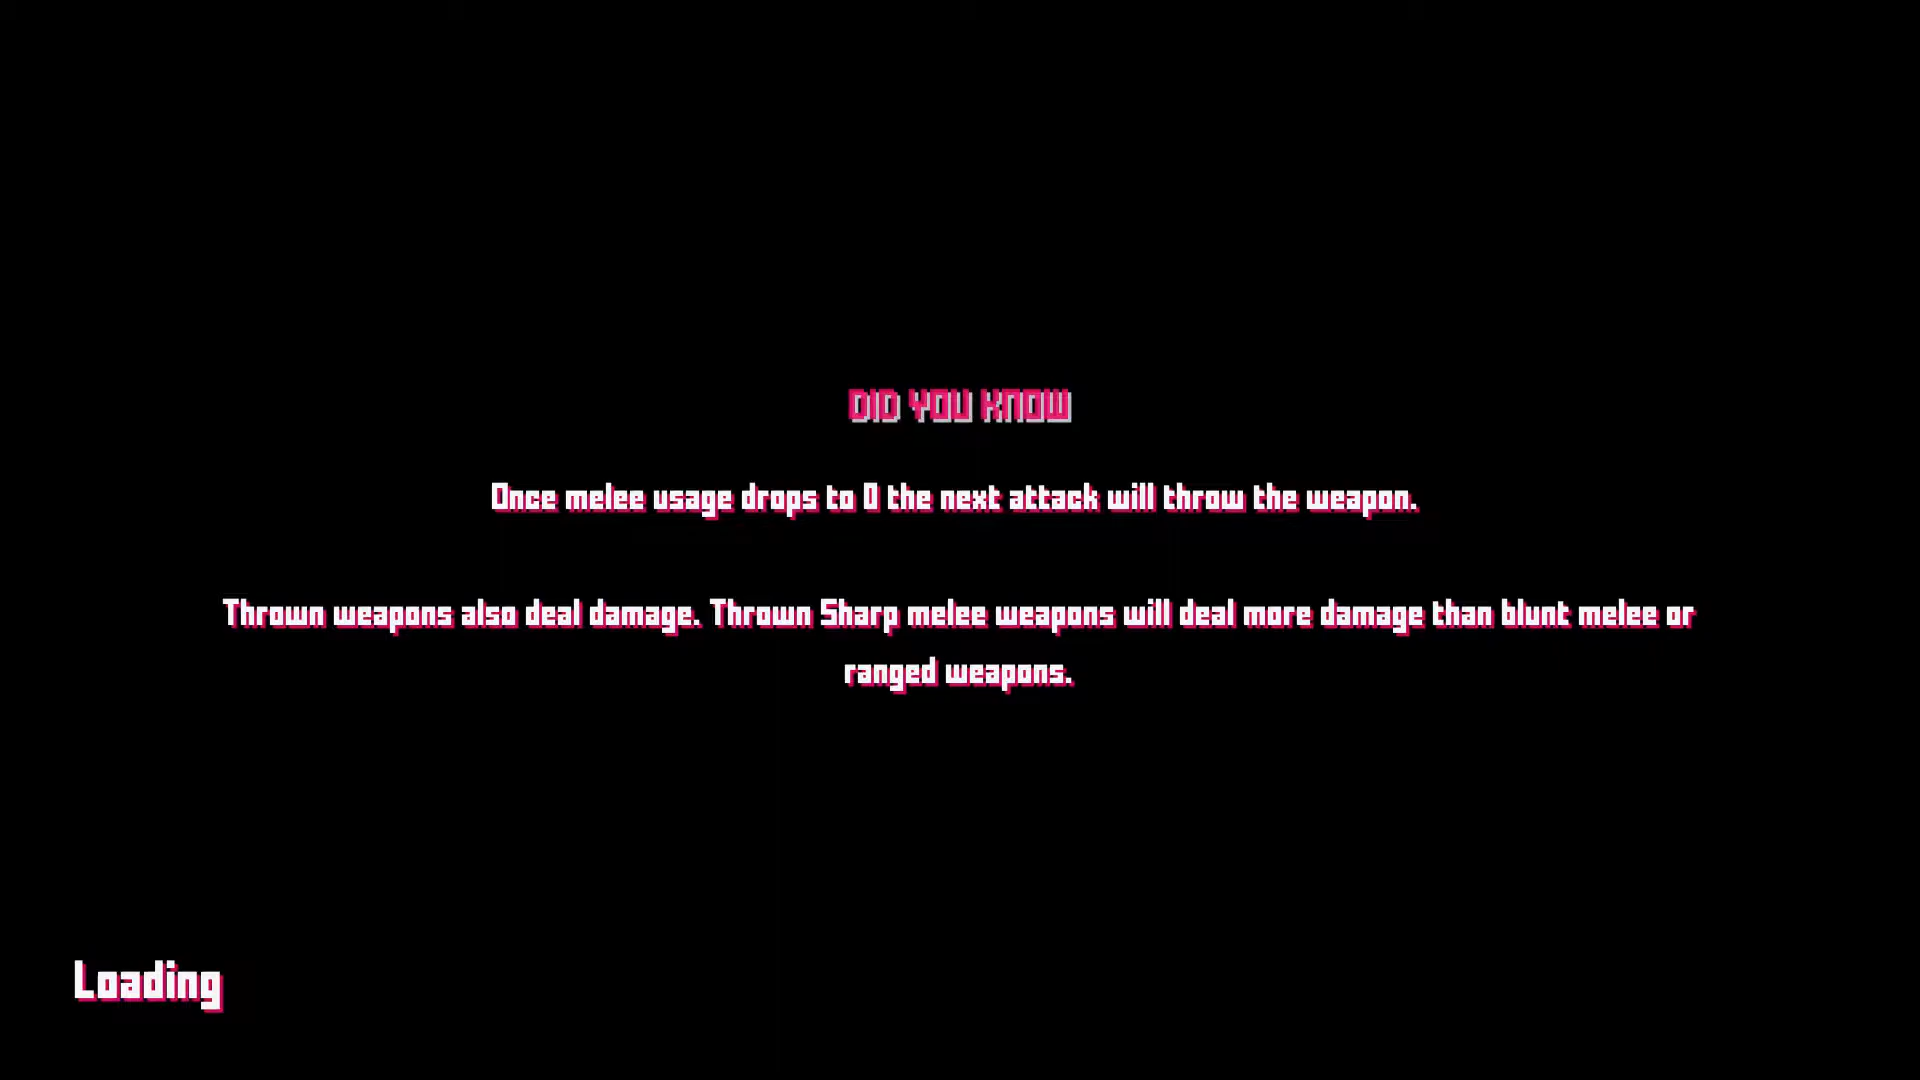 DID YOU KNOW
Once melee usage drops to 0 the next attack will throw the weapon.
Thrown weapons also deal damage. Thrown Sharp melee weapons will deal more damage than blunt melee or
ranged weapons.
Loading